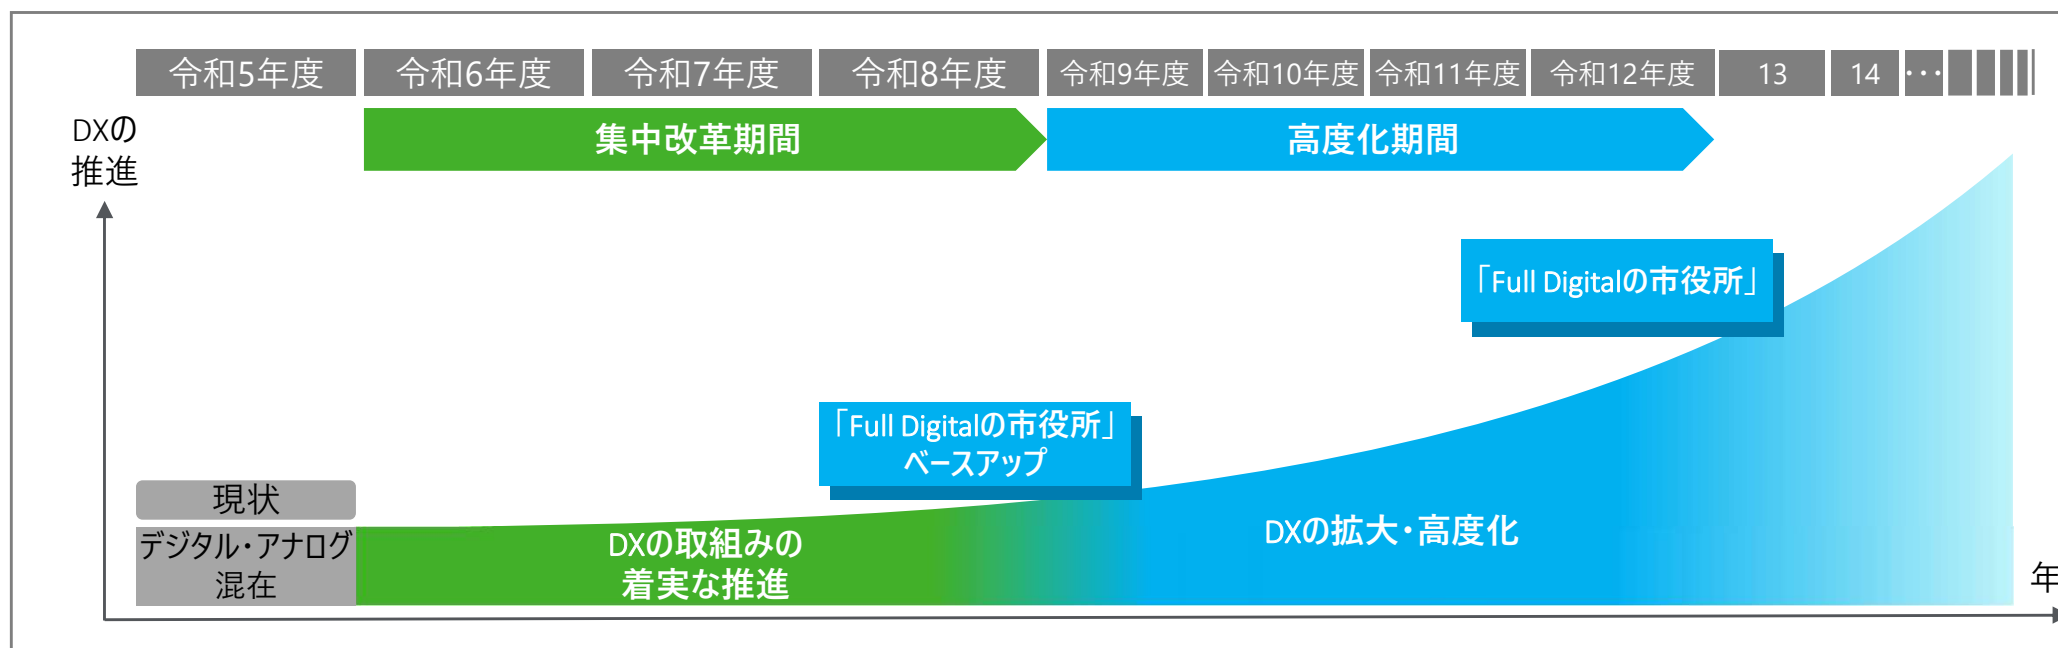 令和5年度
令和6年度
令和7年度
令和8年度
令和9年度
令和10年度
令和11年度
令和12年度
13
14
・・・
DXの
推進
集中改革期間
高度化期間
「Full Digitalの市役所」
「Full Digitalの市役所」
ベースアップ
現状
デジタル・アナログ
混在
DXの取組みの
着実な推進
DXの拡大・高度化
年